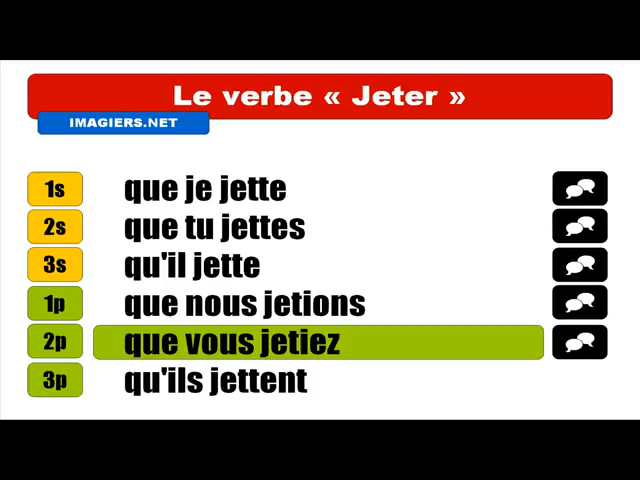 Le verbe « Jeter »
IMAGIERS.NET
1s que je jette
2s que tu jettes
3s qu'il jette
1p que nous jetions
2p que vous jetiez
3p qu'ils jettent